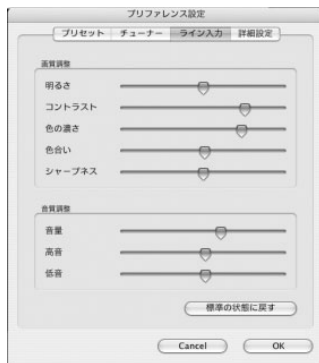 プリファレンス設定
プリセット チューナー ライン入力 詳細設定
画質調整
明るさ
コントラスト
色の濃さ
色合い
シャープネス
音質調整
音量
高音
低音
標準の状態に戻す
Cancel OK